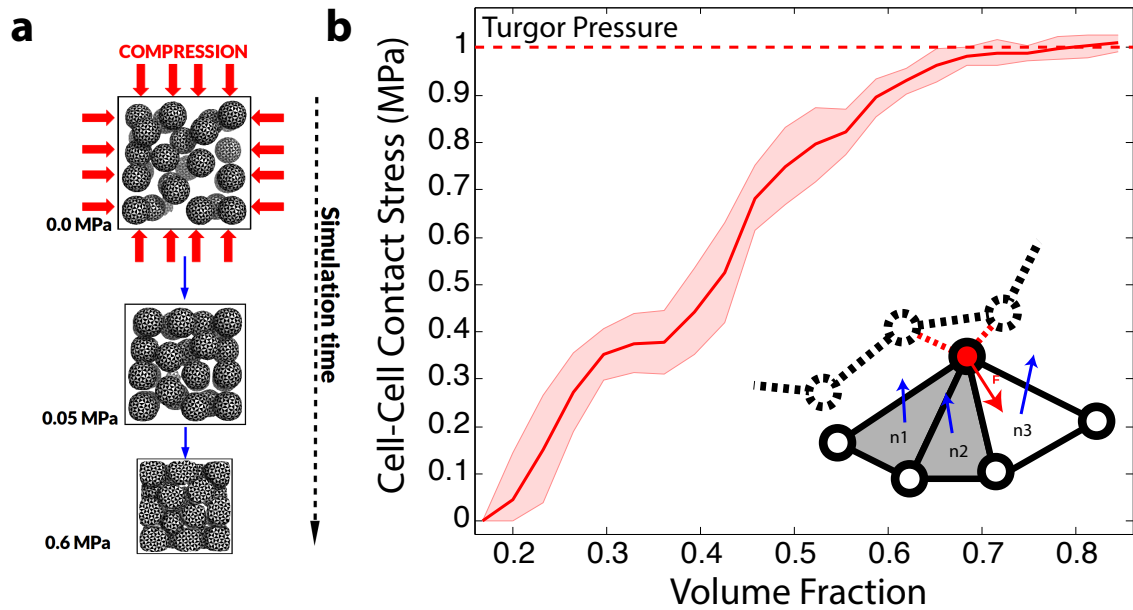 a
COMPRESSION
0.0 MPa
0.05 MPa
0.6 MPa
Simulation time
b
Turgor Pressure
Cell-Cell Contact Stress (MPa)
1
0.9
0.8
0.7
0.6
0.5
0.4
0.3
0.2
0.1
0
F
n1
n2
n3
0.2 0.3 0.4 0.5 0.6 0.7 0.8
Volume Fraction